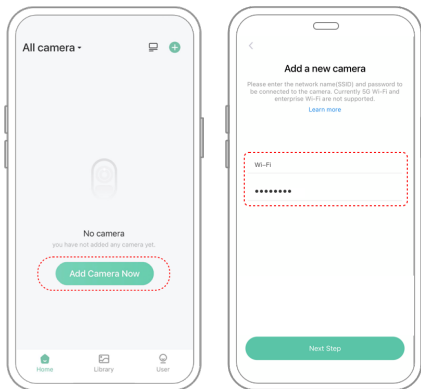 All camera
No camera
you have not added any camera yet.
Add Camera Now
Home
Library
User
Add a new camera
Please enter the network name(SSID) and password to
be connected to the camera. Currently 5G Wi-Fi and
enterprise Wi-Fi are not supported.
Learn more
Wi-Fi
••••••••
Next Step